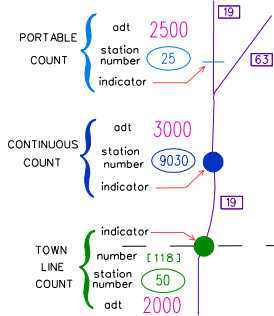 adt 2500
19
PORTABLE
COUNT
station
number
25
63
indicator
adt 3000
CONTINUOUS
COUNT
station
number
9030
indicator
19
indicator
TOWN
LINE
COUNT
number [118]
station
number
50
adt 2000